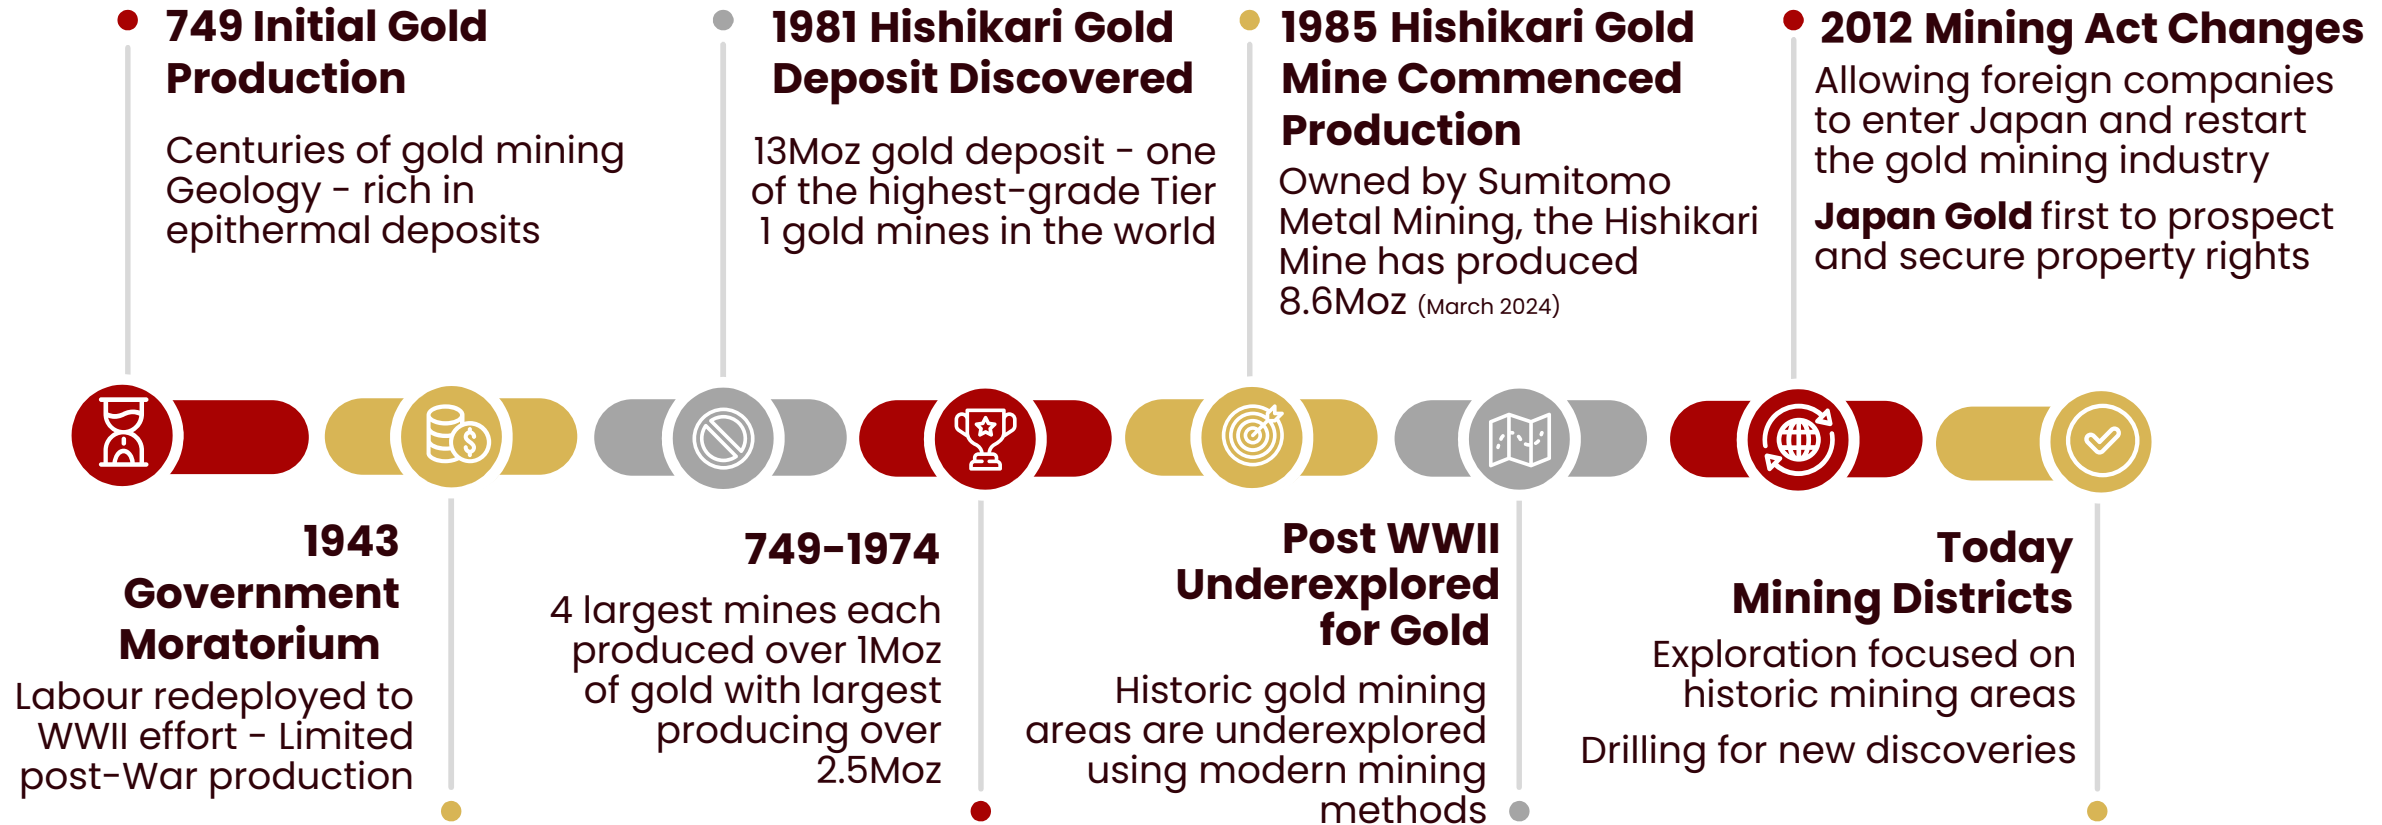 749 Initial Gold
Production
Centuries of gold mining
Geology - rich in
epithermal deposits
1981 Hishikari Gold
Deposit Discovered
13Moz gold deposit - one
of the highest-grade Tier
1 gold mines in the world
1985 Hishikari Gold
Mine Commenced
Production
Owned by Sumitomo
Metal Mining, the Hishikari
Mine has produced
8.6Moz (March 2024)
2012 Mining Act Changes
Allowing foreign companies
to enter Japan and restart
the gold mining industry
Japan Gold first to prospect
and secure property rights
$
1943
Government
Moratorium
Labour redeployed to
WWII effort - Limited
post-War production
749-1974
4 largest mines each
produced over 1Moz
of gold with largest
producing over
2.5Moz
Post WWII
Underexplored
for Gold
Historic gold mining
areas are underexplored
using modern mining
methods
Today
Mining Districts
Exploration focused on
historic mining areas
Drilling for new discoveries